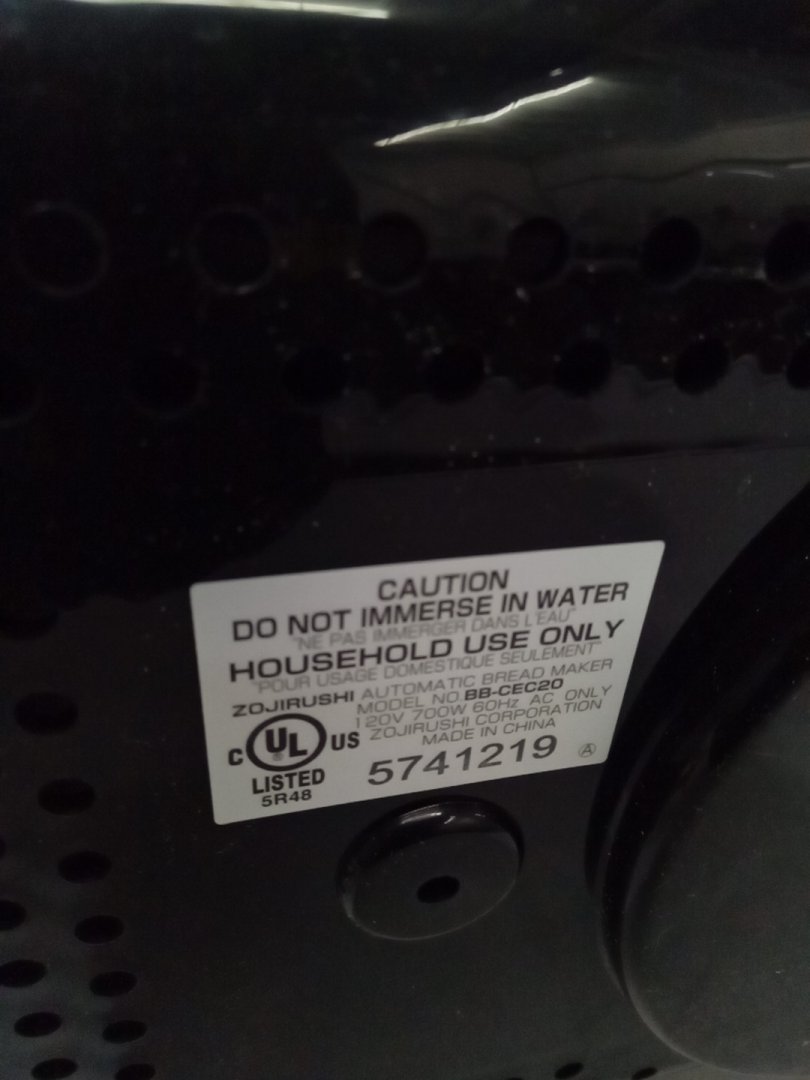 CAUTION
DO NOT IMMERSE IN WATER
"NE PAS IMMERGER DANS L'EAU"
HOUSEHOLD USE ONLY
"POUR USAGE DOMESTIQUE SEULEMENT"
ZOJIRUSHI AUTOMATIC BREAD MAKER
MODEL NO.BB-CEC20
120V 700W 60Hz AC ONLY
ZOJIRUSHI CORPORATION
MADE IN CHINA
C UL ® US
LISTED
5R48
5741219 A